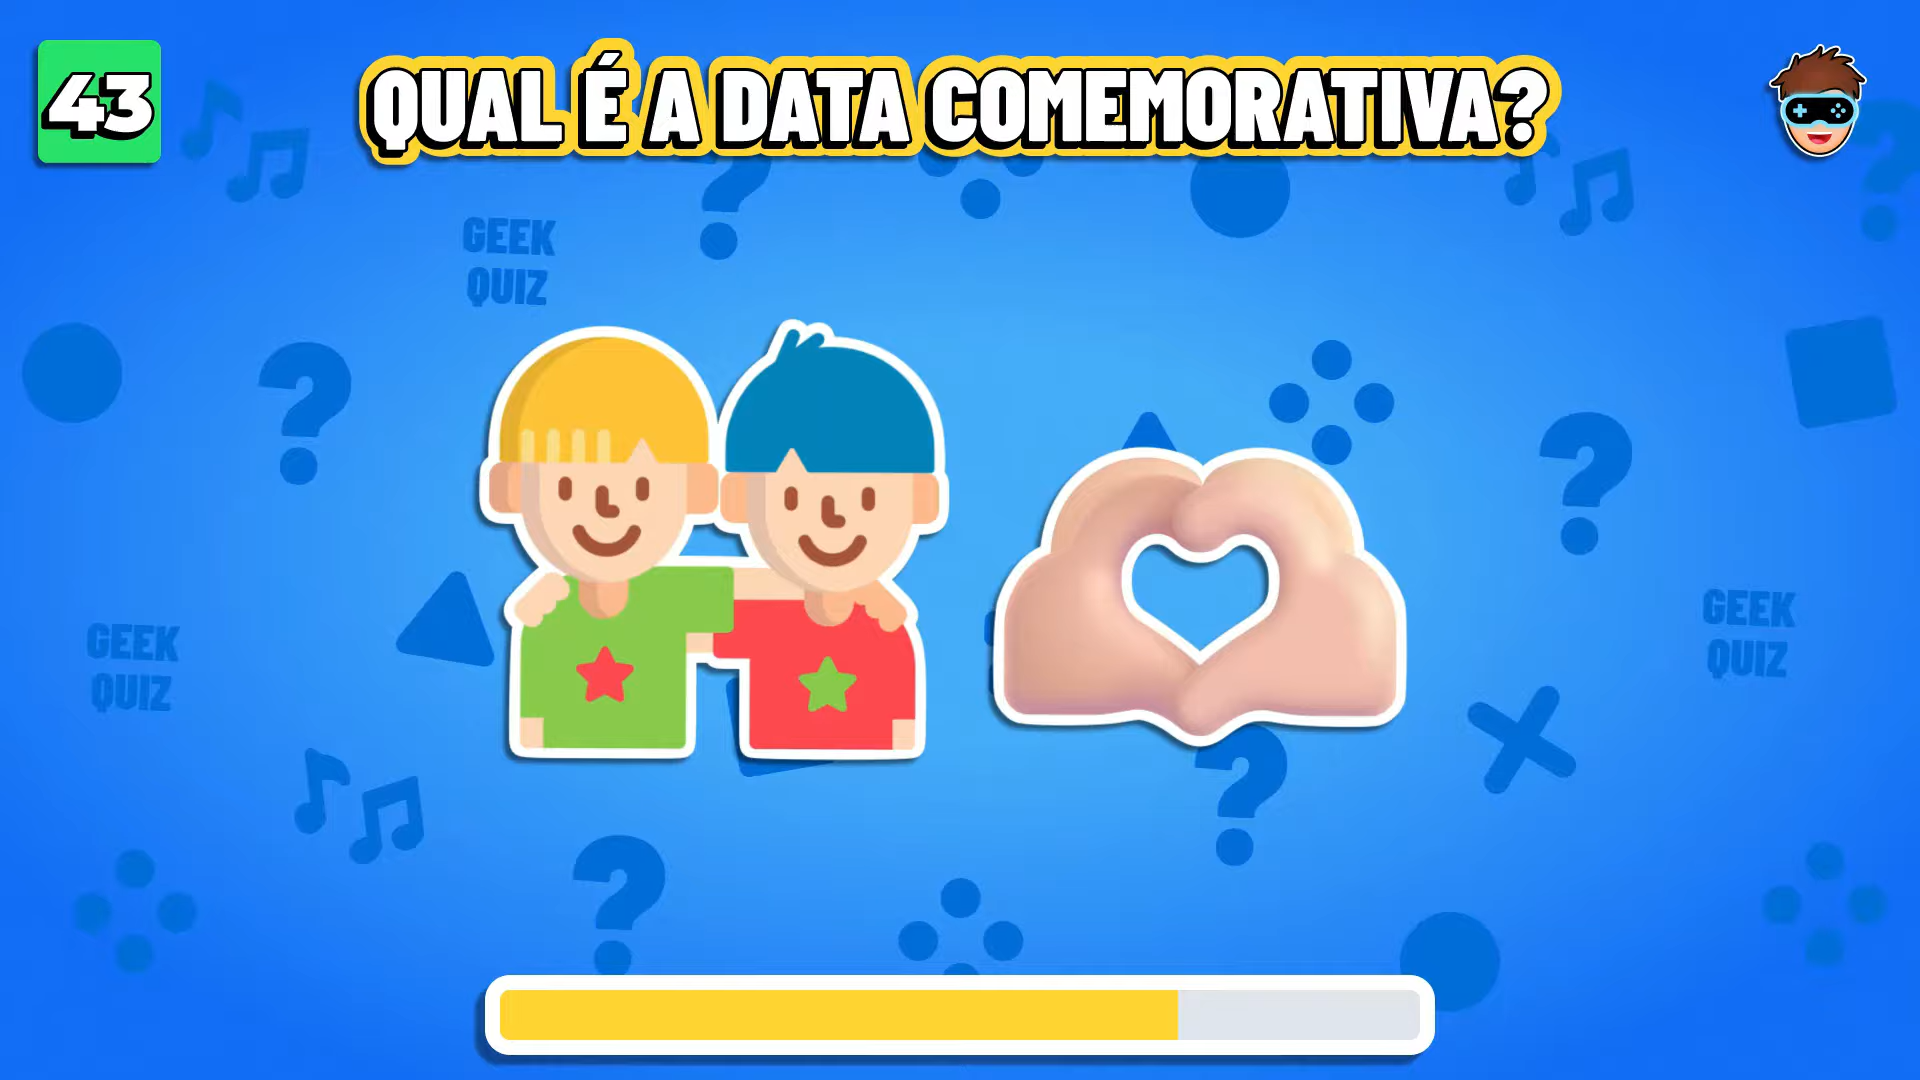 43
QUAL É A DATA COMEMORATIVA?
GEEK
QUIZ
GEEK
QUIZ
GEEK
QUIZ